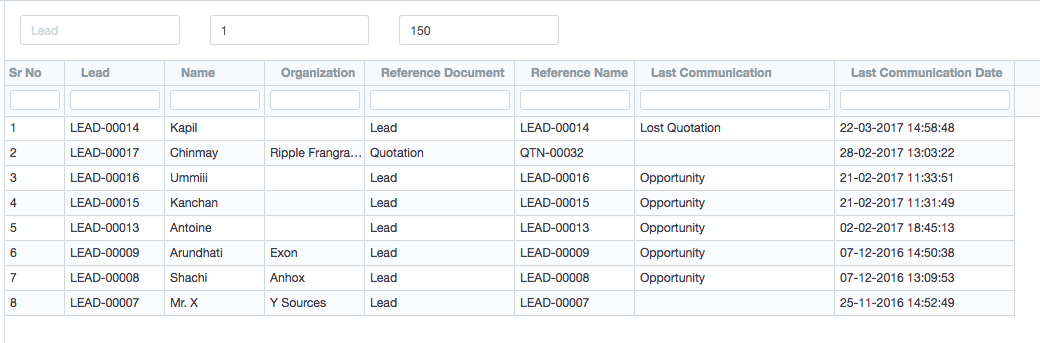 Lead 1 150
Sr No Lead Name Organization Reference Document Reference Name Last Communication Last Communication Date
1 LEAD-00014 Kapil Lead LEAD-00014 Lost Quotation 22-03-2017 14:58:48
2 LEAD-00017 Chinmay Ripple Frangra... Quotation QTN-00032 28-02-2017 13:03:22
3 LEAD-00016 Ummiii Lead LEAD-00016 Opportunity 21-02-2017 11:33:51
4 LEAD-00015 Kanchan Lead LEAD-00015 Opportunity 21-02-2017 11:31:49
5 LEAD-00013 Antoine Lead LEAD-00013 Opportunity 02-02-2017 18:45:13
6 LEAD-00009 Arundhati Exon Lead LEAD-00009 Opportunity 07-12-2016 14:50:38
7 LEAD-00008 Shachi Anhox Lead LEAD-00008 Opportunity 07-12-2016 13:09:53
8 LEAD-00007 Mr. X Y Sources Lead LEAD-00007 25-11-2016 14:52:49